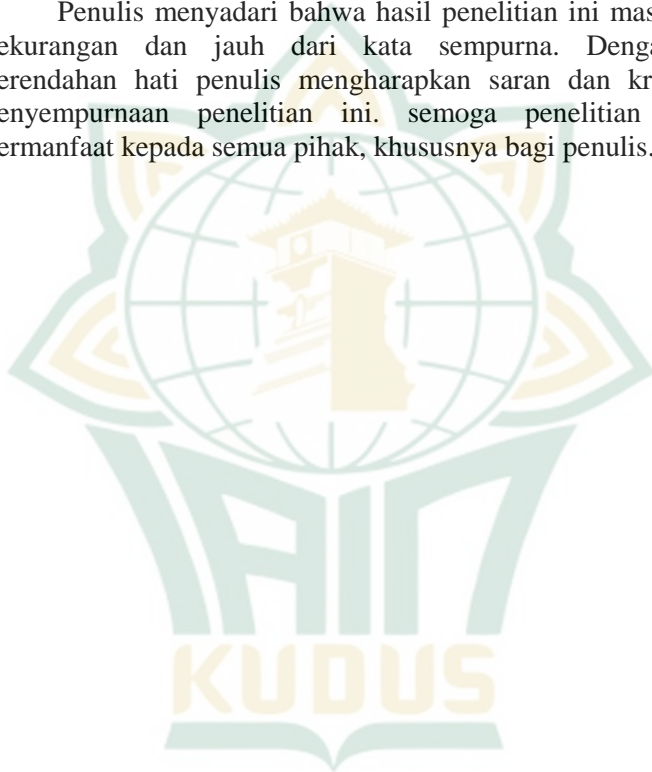 Penulis menyadari bahwa hasil penelitian ini mas
ekurangan dan jauh dari kata sempurna. Denga
erendahan hati penulis mengharapkan saran dan kr
enyempurnaan penelitian ini. semoga penelitian
ermanfaat kepada semua pihak, khususnya bagi penulis.
IAIN
KUDUS